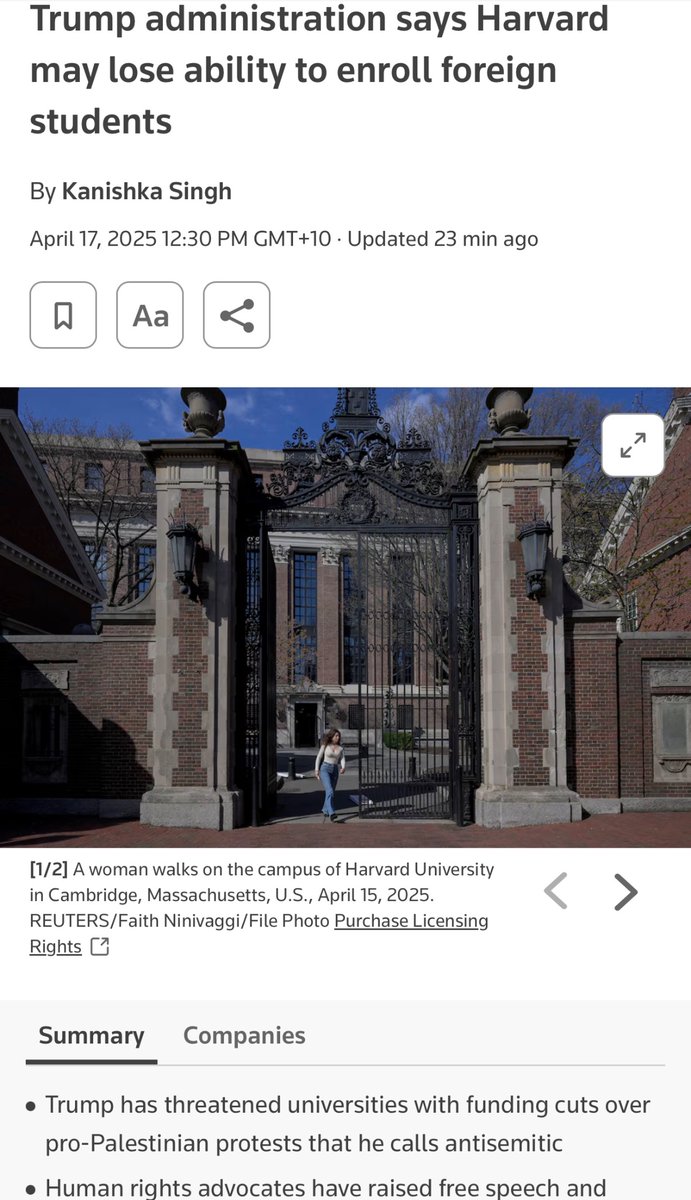 Trump administration says Harvard
may lose ability to enroll foreign
students
By Kanishka Singh
April 17, 2025 12:30 PM GMT+10 · Updated 23 min ago
Aa
[1/2] A woman walks on the campus of Harvard University
in Cambridge, Massachusetts, U.S., April 15, 2025.
REUTERS/Faith Ninivaggi/File Photo Purchase Licensing
Rights
Summary Companies
• Trump has threatened universities with funding cuts over
pro-Palestinian protests that he calls antisemitic
• Human rights advocates have raised free speech and